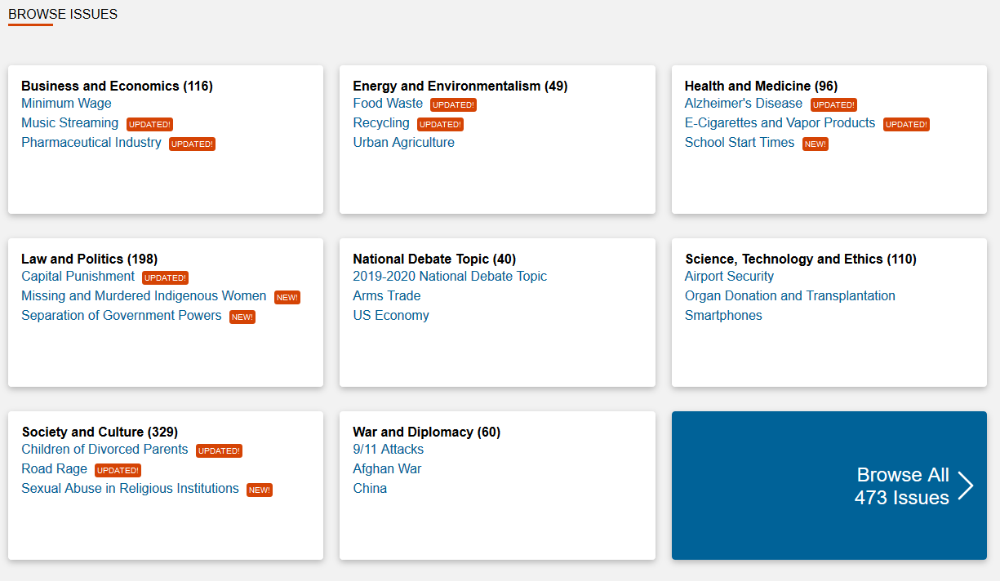 BROWSE ISSUES
Business and Economics (116)
Minimum Wage
Music Streaming UPDATED!
Pharmaceutical Industry UPDATED!
Energy and Environmentalism (49)
Food Waste UPDATED!
Recycling UPDATED!
Urban Agriculture
Health and Medicine (96)
Alzheimer's Disease UPDATED!
E-Cigarettes and Vapor Products UPDATED!
School Start Times NEW!
Law and Politics (198)
Capital Punishment UPDATED!
Missing and Murdered Indigenous Women NEW!
Separation of Government Powers NEW!
National Debate Topic (40)
2019-2020 National Debate Topic
Arms Trade
US Economy
Science, Technology and Ethics (110)
Airport Security
Organ Donation and Transplantation
Smartphones
Society and Culture (329)
Children of Divorced Parents UPDATED!
Road Rage UPDATED!
Sexual Abuse in Religious Institutions NEW!
War and Diplomacy (60)
9/11 Attacks
Afghan War
China
Browse All
473 Issues